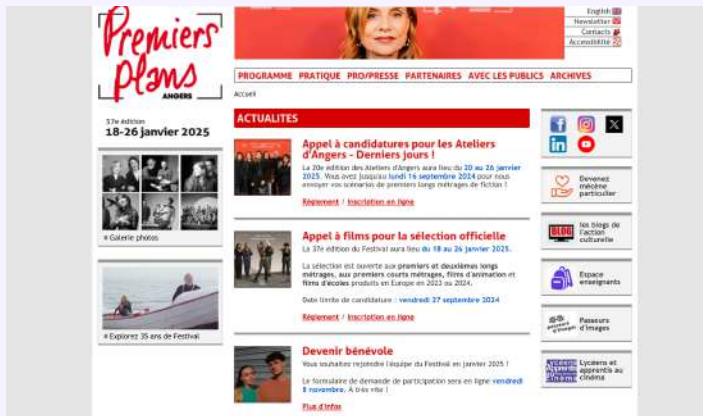 Premiers
Plans
ANGERS
English
Newsletter
Contacts
Accessibilité
PROGRAMME PRATIQUE PRO/PRESSE PARTENAIRES AVEC LES PUBLICS ARCHIVES
Accueil
37e édition
18-26 janvier 2025
Galerie photos
Explorez 35 ans de Festival
ACTUALITES
Appel à candidatures pour les Ateliers
d'Angers - Derniers jours !
La 20e édition des Ateliers d'Angers aura lieu du 20 au 26 janvier
2025. Vous avez jusqu'au lundi 16 septembre 2024 pour nous
envoyer vos scénarios de premiers longs métrages de fiction !
Règlement / Inscription en ligne
Appel à films pour la sélection officielle
La 37e édition du Festival aura lieu du 18 au 26 janvier 2025.
La sélection est ouverte aux premiers et deuxièmes longs
métrages, aux premiers courts métrages, films d'animation et
films d'écoles produits en Europe en 2023 ou 2024.
Date limite de candidature : vendredi 27 septembre 2024
Règlement / Inscription en ligne
Devenir bénévole
Vous souhaitez rejoindre l'équipe du Festival en janvier 2025 ?
Le formulaire de demande de participation sera en ligne vendredi
8 novembre. À très vite !
Plus d'infos
Devenez
mécène
particulier
BLOG
les blogs de
l'action
culturelle
Espace
enseignants
passeurs
d'images
Passeurs
d'images
Lycéens
Apprentis
Cinéma
Lycéens et
apprentis au
cinéma